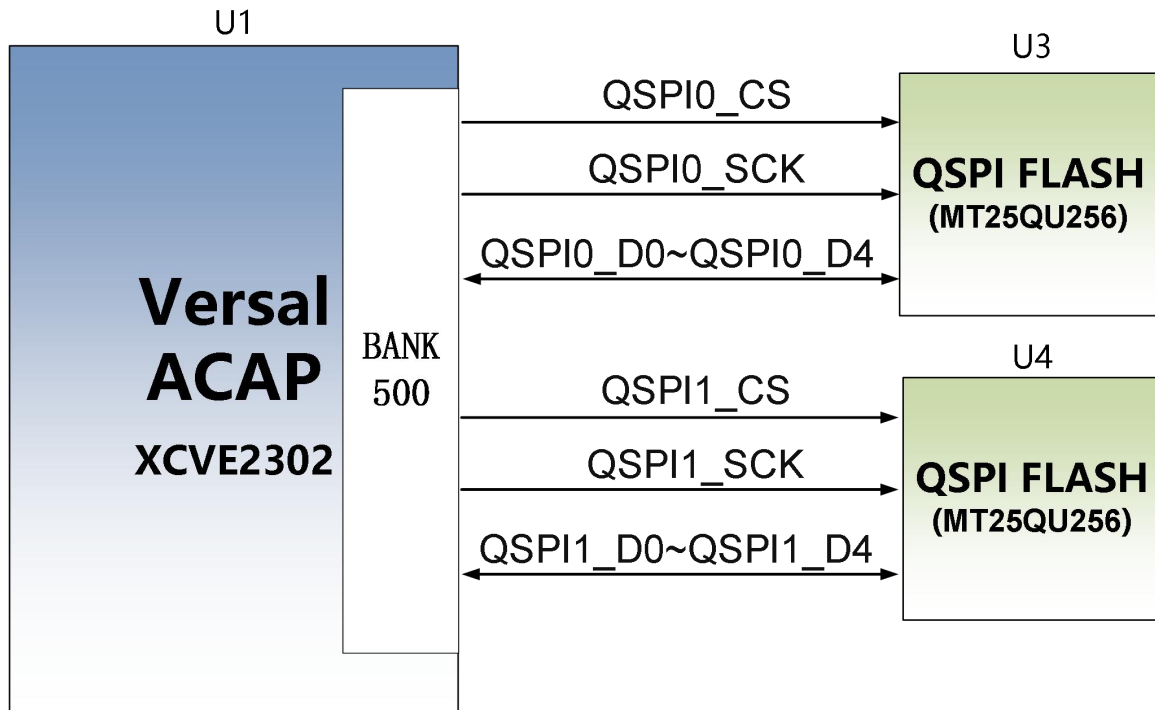 U1
Versal
ACAP
XCVE2302
BANK
500
QSPI0_CS
QSPI0_SCK
QSPI0_D0~QSPI0_D4
QSPI1_CS
QSPI1_SCK
QSPI1_D0~QSPI1_D4
U3
QSPI FLASH
(MT25QU256)
U4
QSPI FLASH
(MT25QU256)